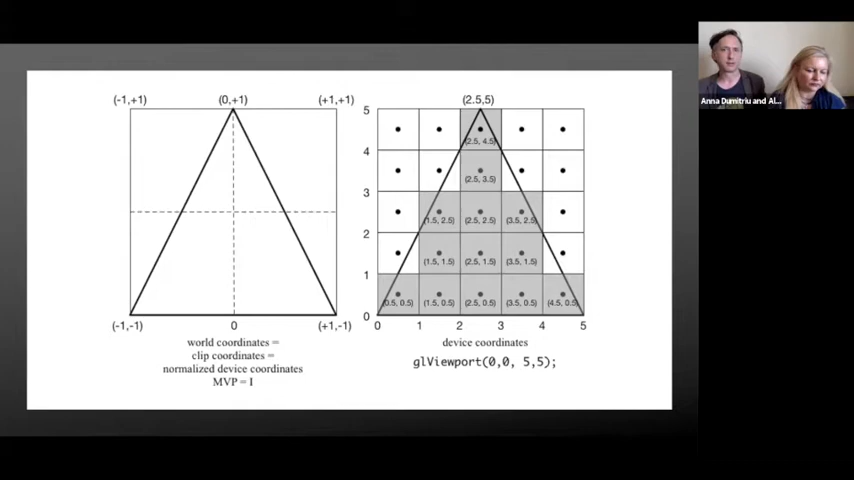 (-1,+1) (0,+1) (+1,+1)
(-1,-1) 0 (+1,-1)
world coordinates =
clip coordinates =
normalized device coordinates
MVP = I
(2.5,5)
5
4
3
2
1
0
(2.5, 4.5)
(2.5, 3.5)
(1.5, 2.5) (2.5, 2.5) (3.5, 2.5)
(1.5, 1.5) (2.5, 1.5) (3.5, 1.5)
(0.5, 0.5) (1.5, 0.5) (2.5, 0.5) (3.5, 0.5) (4.5, 0.5)
0 1 2 3 4 5
device coordinates
glViewport(0,0, 5,5);
Anna Dumitriu and Al...